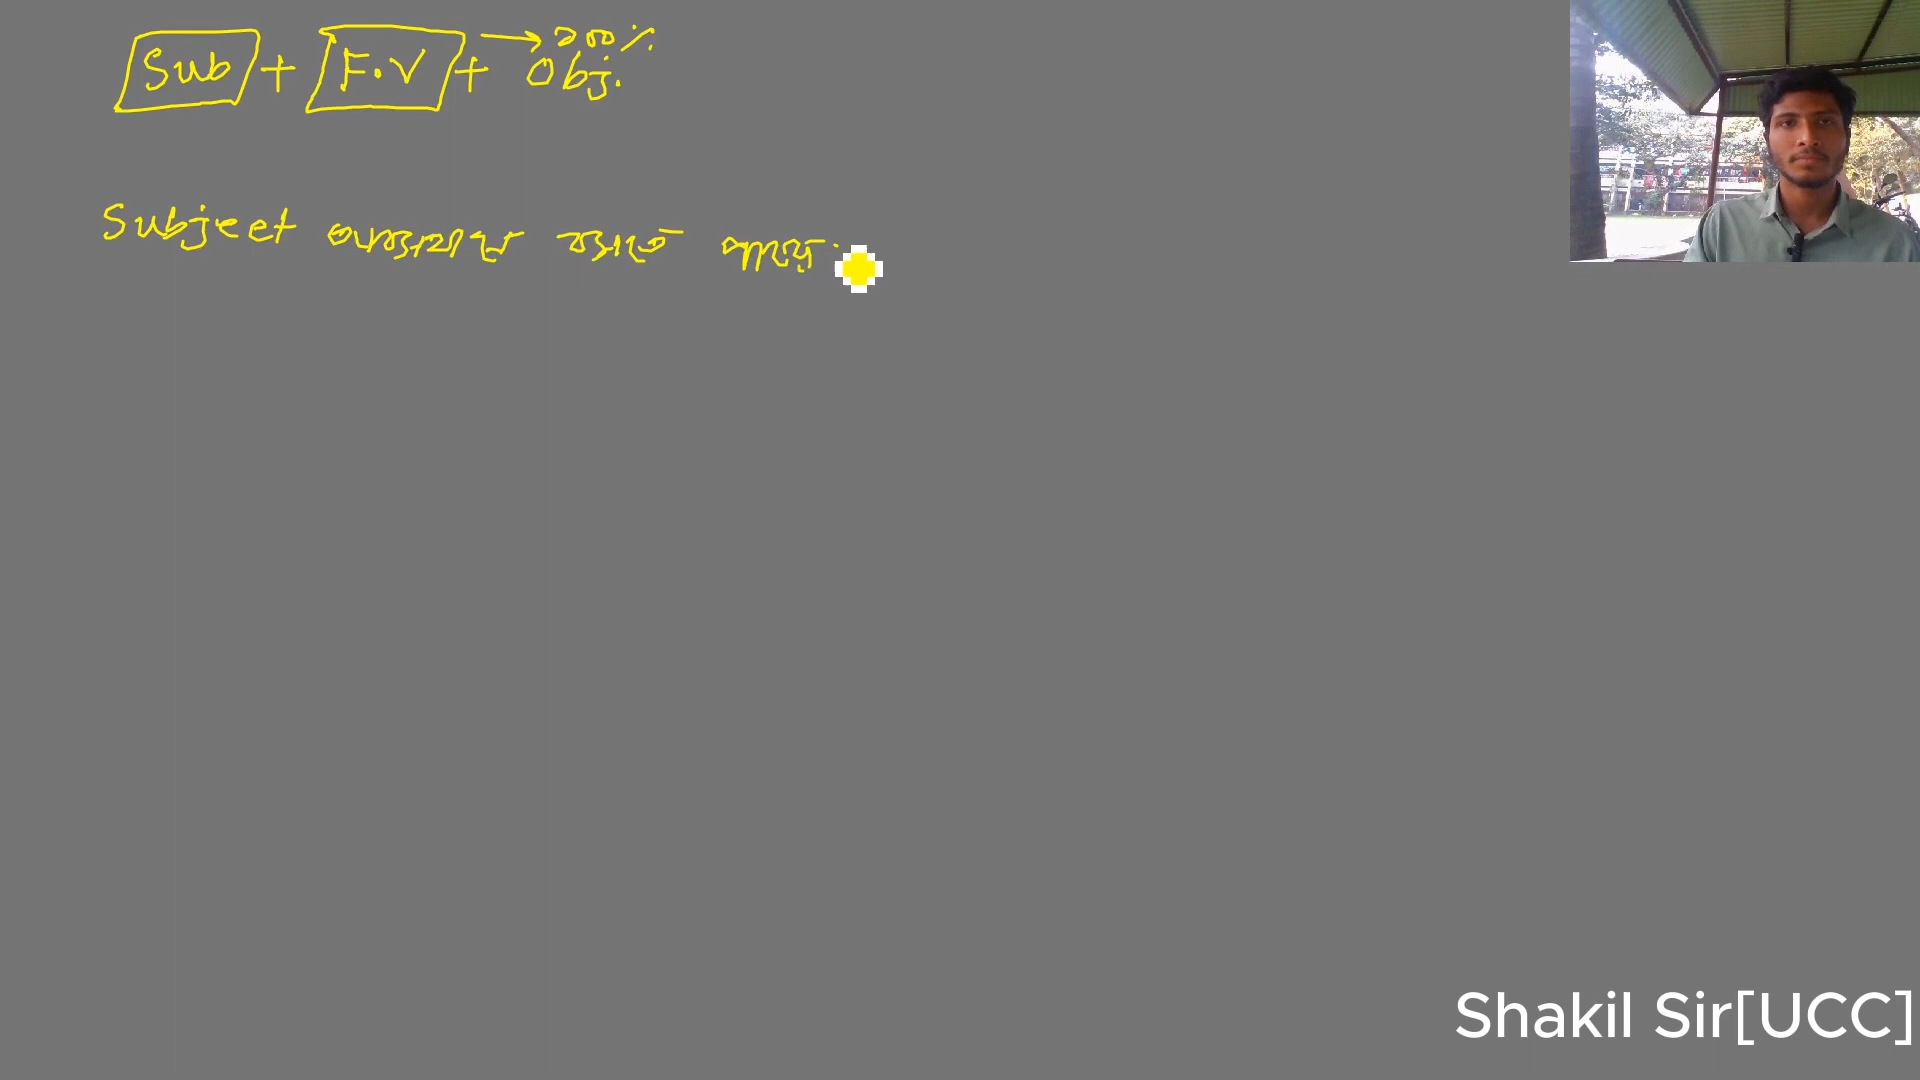 ১০০%
Sub + F.V + → Obj.
Subject হিসেবে বসতে পারে
Shakil Sir[UCC]